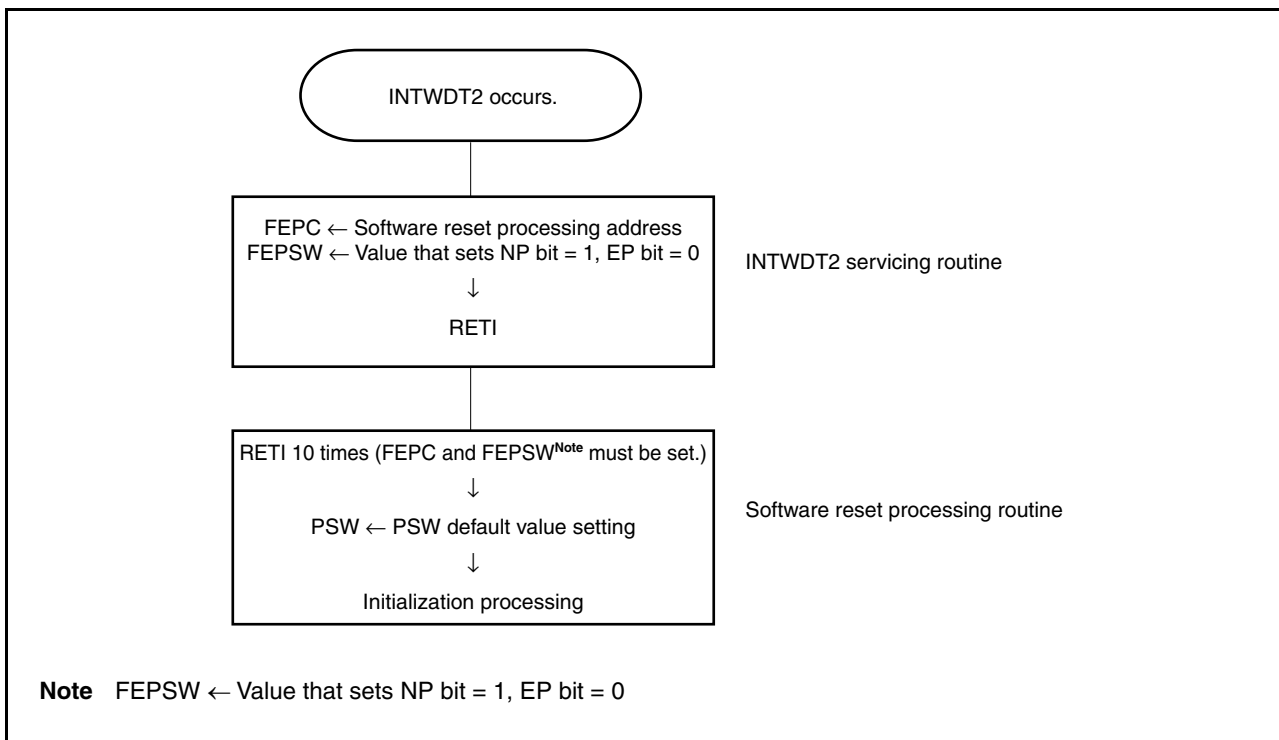 INTWDT2 occurs.
FEPC ← Software reset processing address
FEPSW ← Value that sets NP bit = 1, EP bit = 0
↓
RETI
INTWDT2 servicing routine
RETI 10 times (FEPC and FEPSWNote must be set.)
↓
PSW ← PSW default value setting
↓
Initialization processing
Software reset processing routine
Note FEPSW ← Value that sets NP bit = 1, EP bit = 0